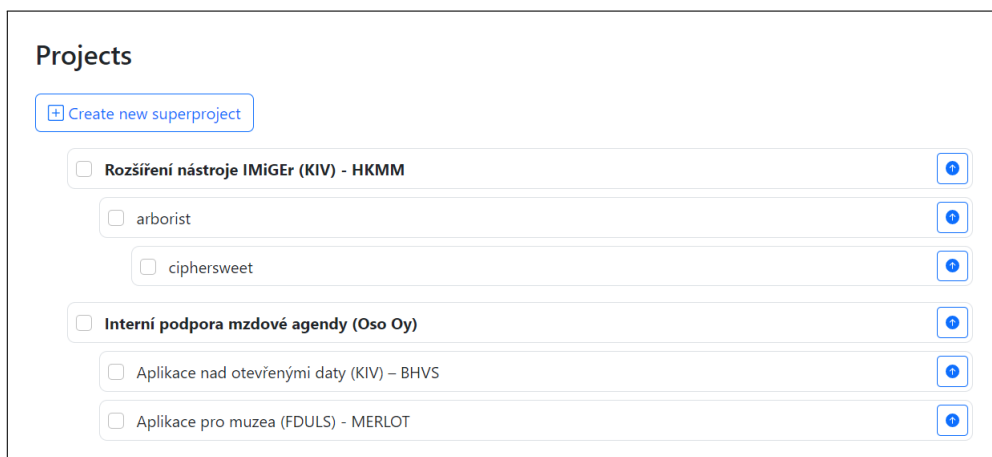 Projects
Create new superproject
Rozšíření nástroje IMiGEr (KIV) - HKMM
arborist
ciphersweet
Interní podpora mzdové agendy (Oso Oy)
Aplikace nad otevřenými daty (KIV) – BHVS
Aplikace pro muzea (FDULS) - MERLOT